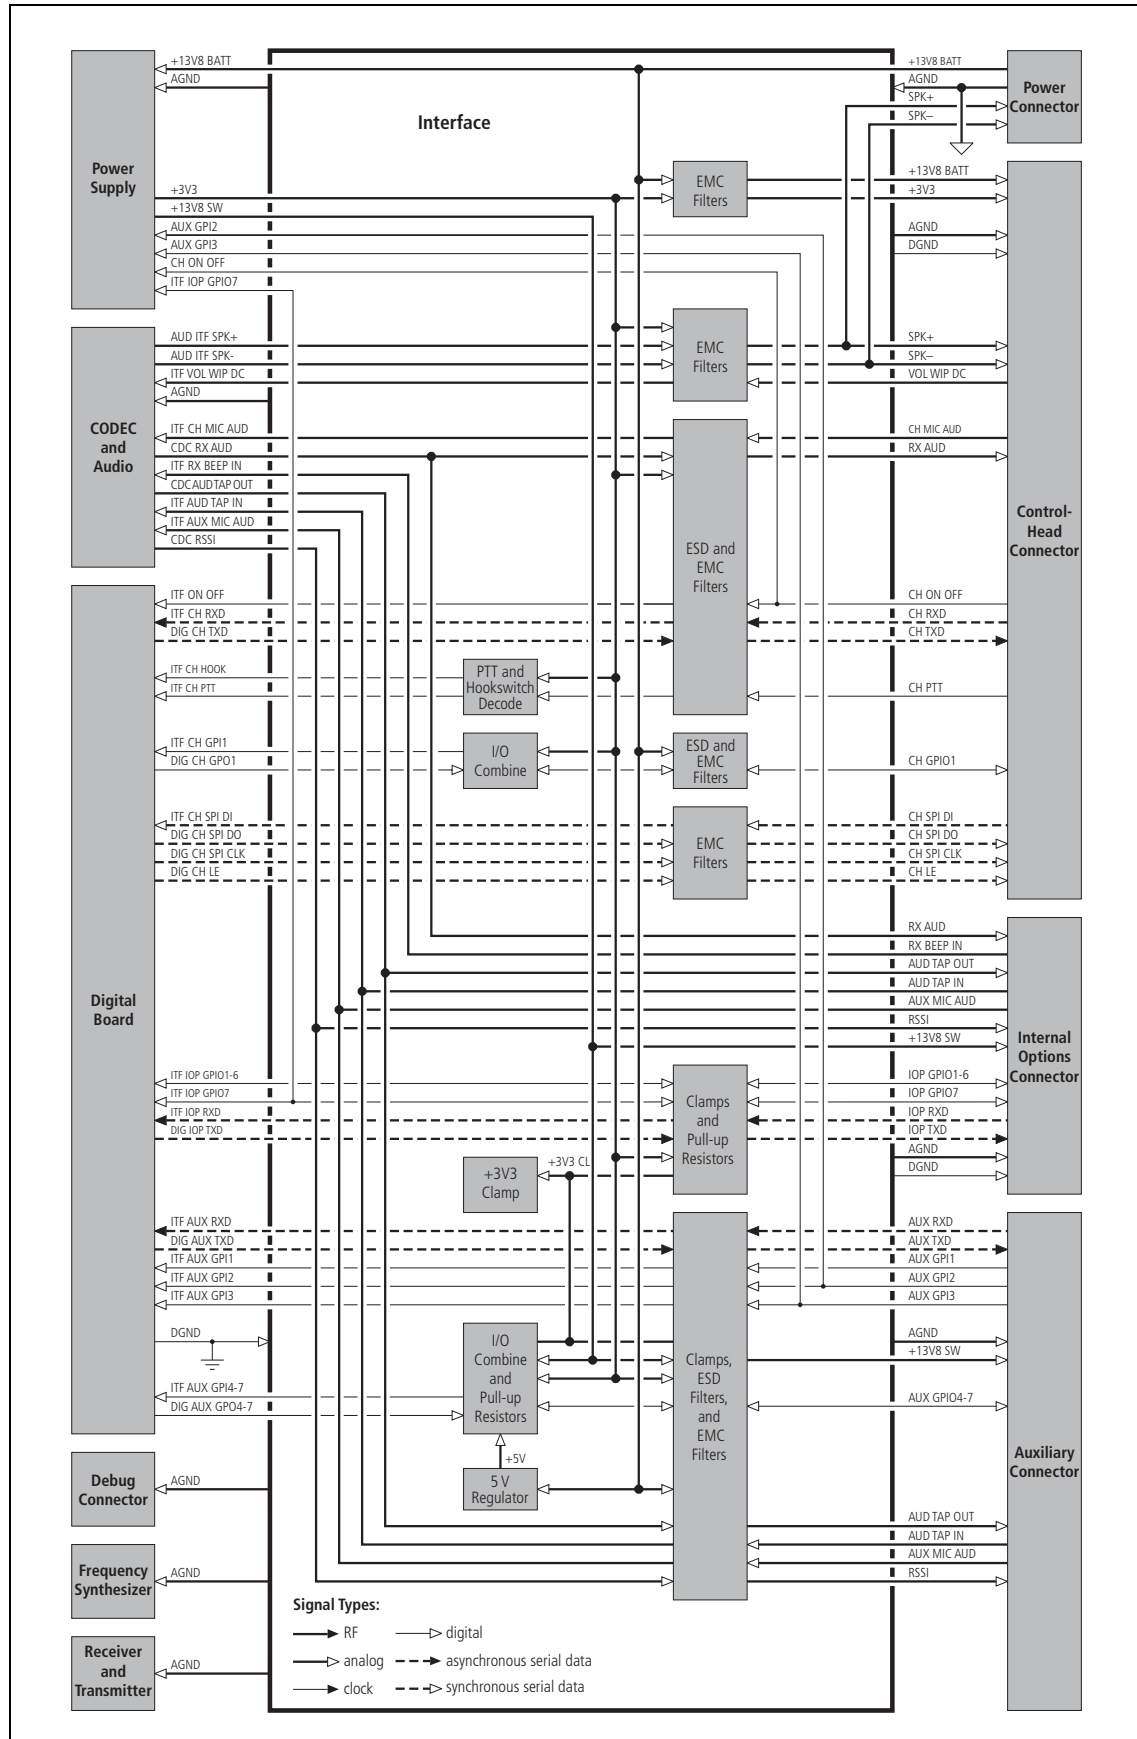 +13V8 BATT
AGND
Power
Supply
+3V3
+13V8 SW
AUX GPI2
AUX GPI3
CH ON OFF
ITF IOP GPIO7
AUD ITF SPK+
AUD ITF SPK-
ITF VOL WIP DC
AGND
CODEC
and
Audio
ITF CH MIC AUD
CDC RX AUD
ITF RX BEEP IN
CDC AUD TAP OUT
ITF AUD TAP IN
ITF AUX MIC AUD
CDC RSSI
ITF ON OFF
ITF CH RXD
DIG CH TXD
ITF CH HOOK
ITF CH PTT
ITF CH GPI1
DIG CH GPO1
ITF CH SPI DI
DIG CH SPI DO
DIG CH SPI CLK
DIG CH LE
Digital
Board
ITF IOP GPIO1-6
ITF IOP GPIO7
ITF IOP RXD
DIG IOP TXD
ITF AUX RXD
DIG AUX TXD
ITF AUX GPI1
ITF AUX GPI2
ITF AUX GPI3
DGND
ITF AUX GPI4-7
DIG AUX GPO4-7
Debug
Connector
AGND
Frequency
Synthesizer
AGND
Receiver
and
Transmitter
AGND
Interface
EMC
Filters
EMC
Filters
ESD and
EMC
Filters
PTT and
Hookswitch
Decode
I/O
Combine
ESD and
EMC
Filters
EMC
Filters
Clamps
and
Pull-up
Resistors
+3V3
Clamp
+3V3 CL
I/O
Combine
and
Pull-up
Resistors
+5V
5 V
Regulator
Clamps,
ESD
Filters,
and
EMC
Filters
Signal Types:
RF
digital
analog
asynchronous serial data
clock
synchronous serial data
+13V8 BATT
AGND
SPK+
SPK–
Power
Connector
+13V8 BATT
+3V3
AGND
DGND
SPK+
SPK–
VOL WIP DC
CH MIC AUD
RX AUD
Control-
Head
Connector
CH ON OFF
CH RXD
CH TXD
CH PTT
CH GPIO1
CH SPI DI
CH SPI DO
CH SPI CLK
CH LE
RX AUD
RX BEEP IN
AUD TAP OUT
AUD TAP IN
AUX MIC AUD
RSSI
+13V8 SW
Internal
Options
Connector
IOP GPIO1-6
IOP GPIO7
IOP RXD
IOP TXD
AGND
DGND
AUX RXD
AUX TXD
AUX GPI1
AUX GPI2
AUX GPI3
AGND
+13V8 SW
AUX GPIO4-7
Auxiliary
Connector
AUD TAP OUT
AUD TAP IN
AUX MIC AUD
RSSI